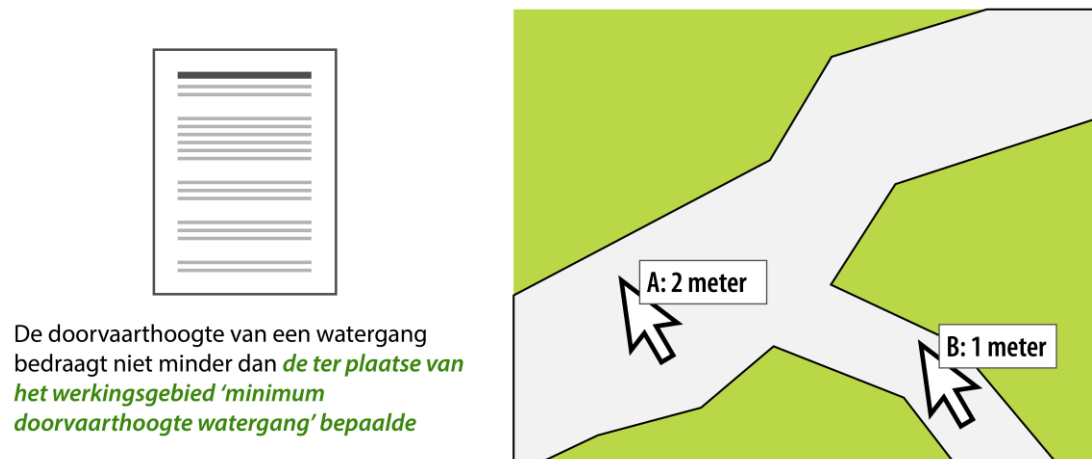 De doorvaarthoogte van een watergang
bedraagt niet minder dan de ter plaatse van
het werkingsgebied ‘minimum
doorvaarthoogte watergang’ bepaalde
A: 2 meter
B: 1 meter